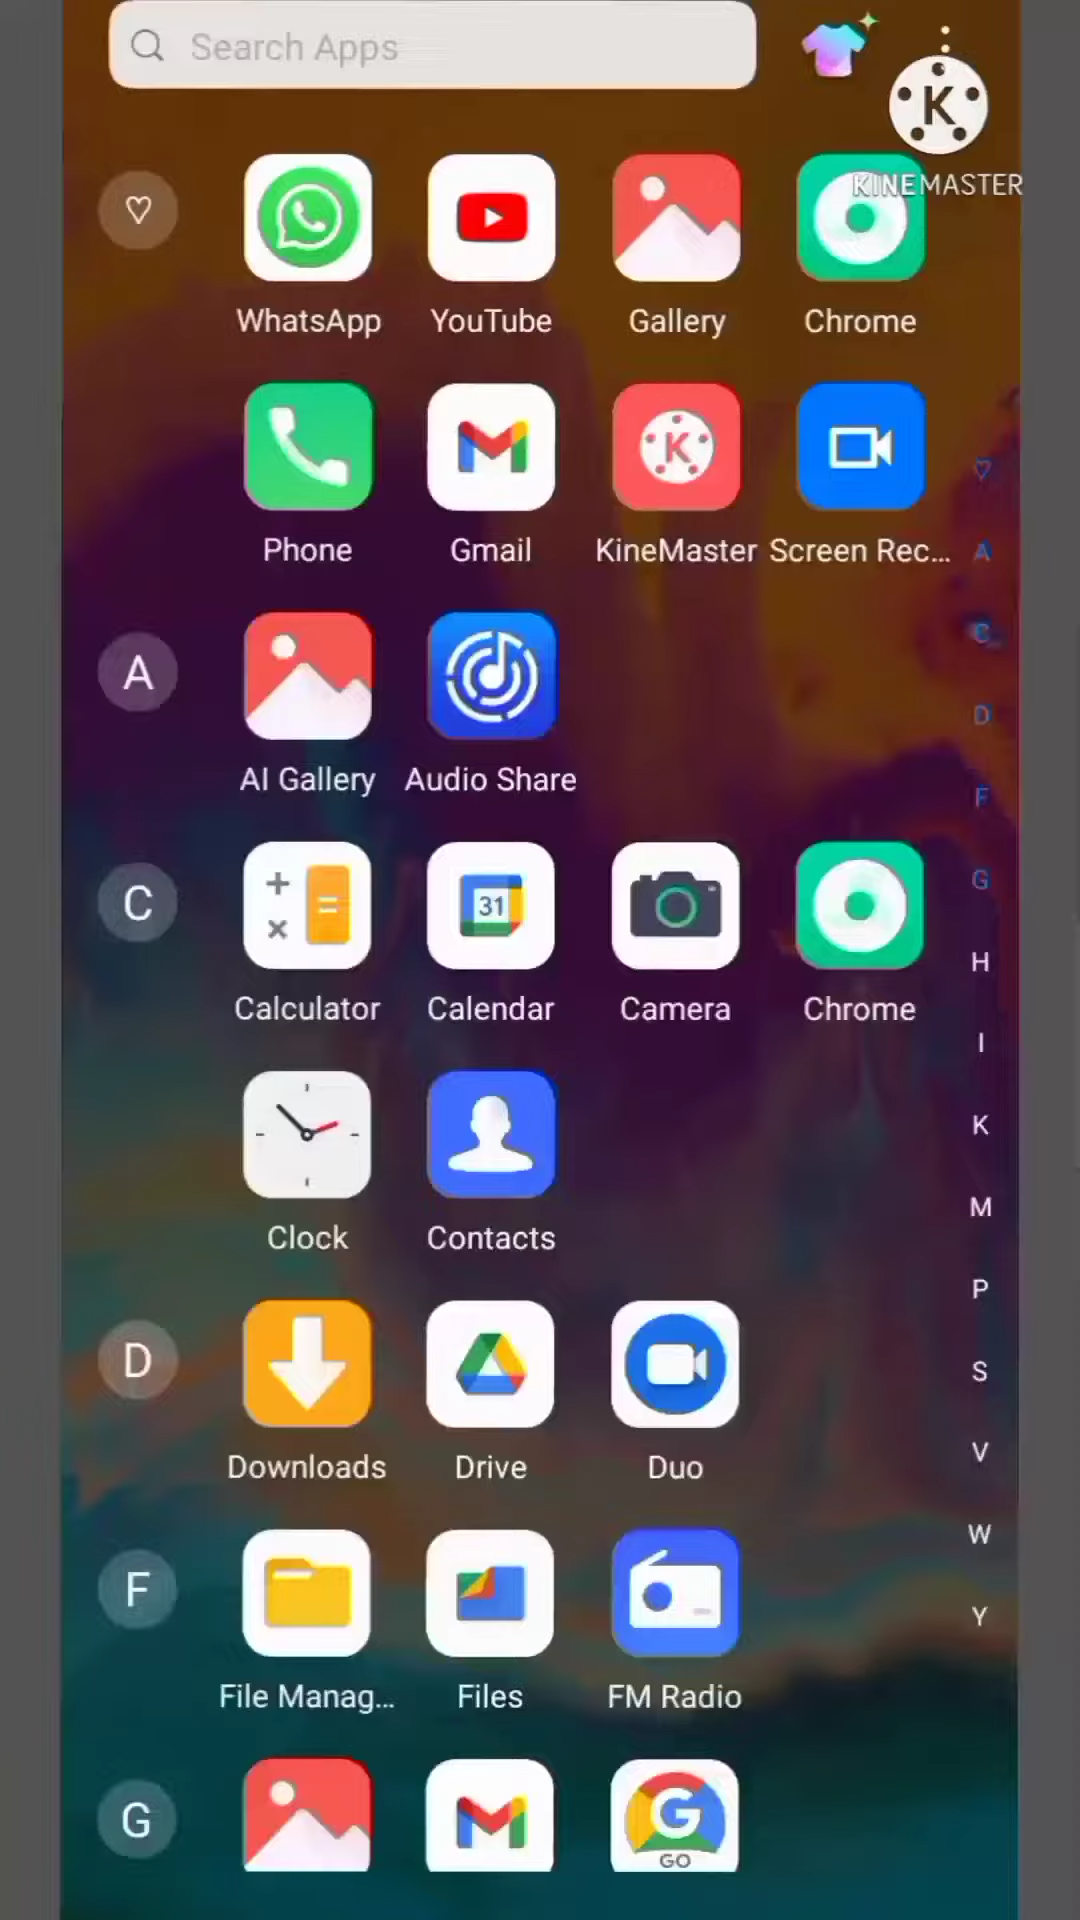 Search Apps
K
KINEMASTER
♡
WhatsApp YouTube Gallery Chrome
K
Phone Gmail KineMaster Screen Rec...
♡
A
A
C
D
F
G
H
I
K
M
P
S
V
W
Y
AI Gallery Audio Share
C
31
Calculator Calendar Camera Chrome
Clock Contacts
D
Downloads Drive Duo
F
File Manag... Files FM Radio
G
G
GO